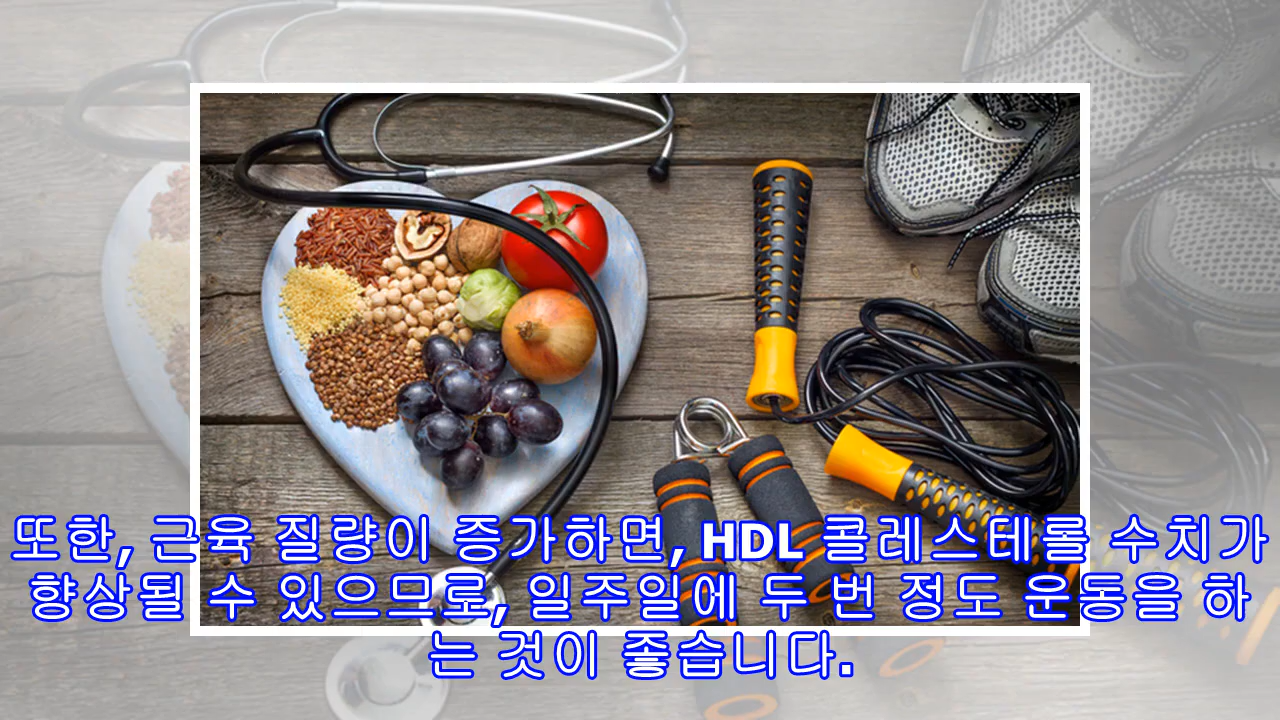 또한, 근육 질량이 증가하면, HDL 콜레스테롤 수치가
향상될 수 있으므로, 일주일에 두 번 정도 운동을 하
는 것이 좋습니다.